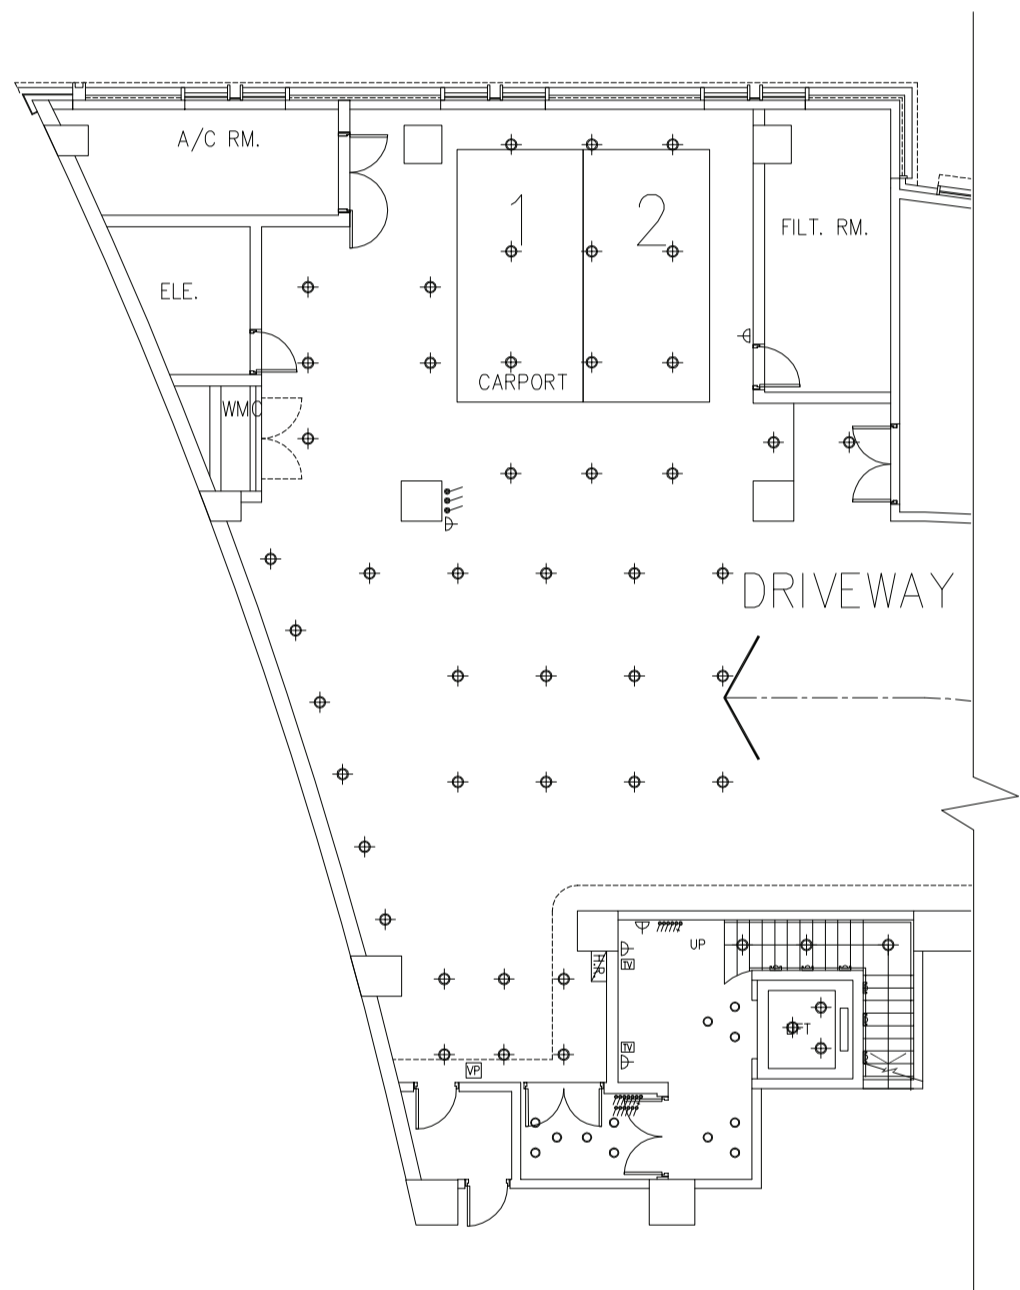 A/C RM.
1
2
FILT. RM.
ELE.
CARPORT
WMC
DRIVEWAY
UP
H.R.
TV
LIFT
TV
VP